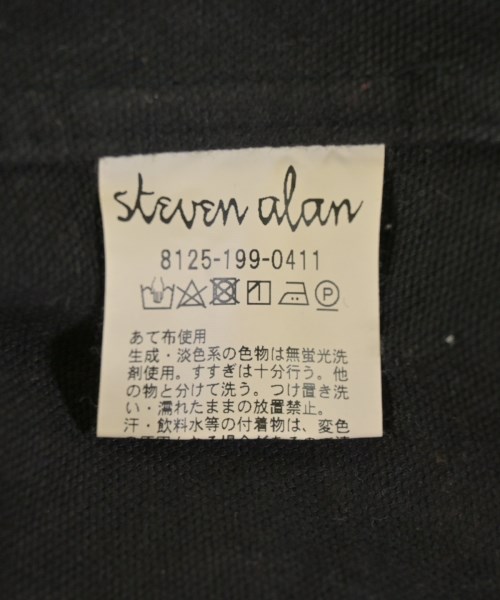 steven alan
8125-199-0411
P
あて布使用
生成・淡色系の色物は無蛍光洗
剤使用。すすぎは十分行う。他
の物と分けて洗う。つけ置き洗
い・濡れたままの放置禁止。
汗・飲料水等の付着物は、変色